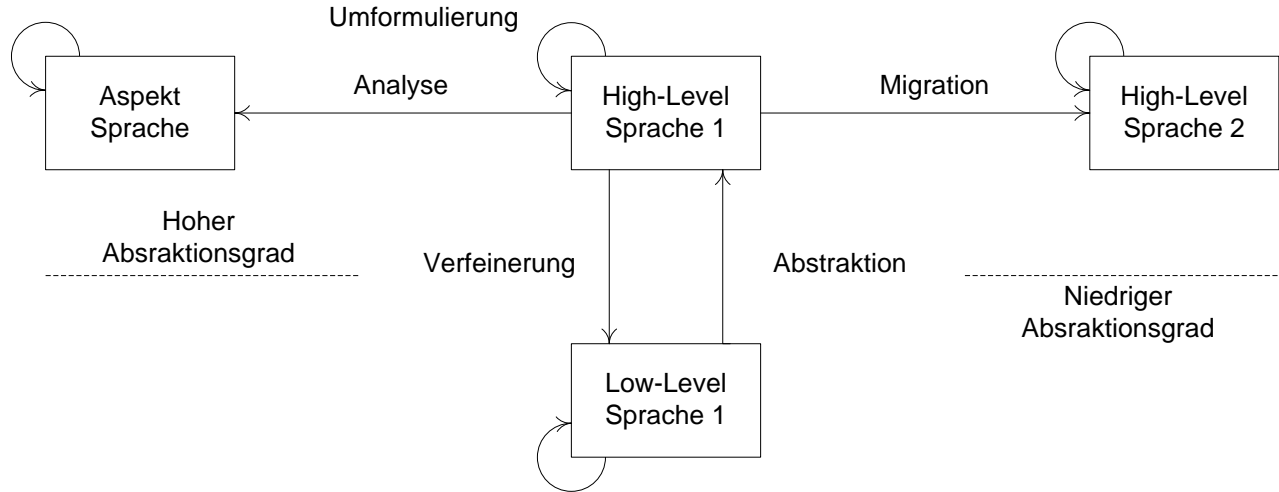 Umformulierung
Aspekt
Sprache
Analyse
High-Level
Sprache 1
Migration
High-Level
Sprache 2
Hoher
Absraktionsgrad
Verfeinerung
Abstraktion
Niedriger
Absraktionsgrad
Low-Level
Sprache 1